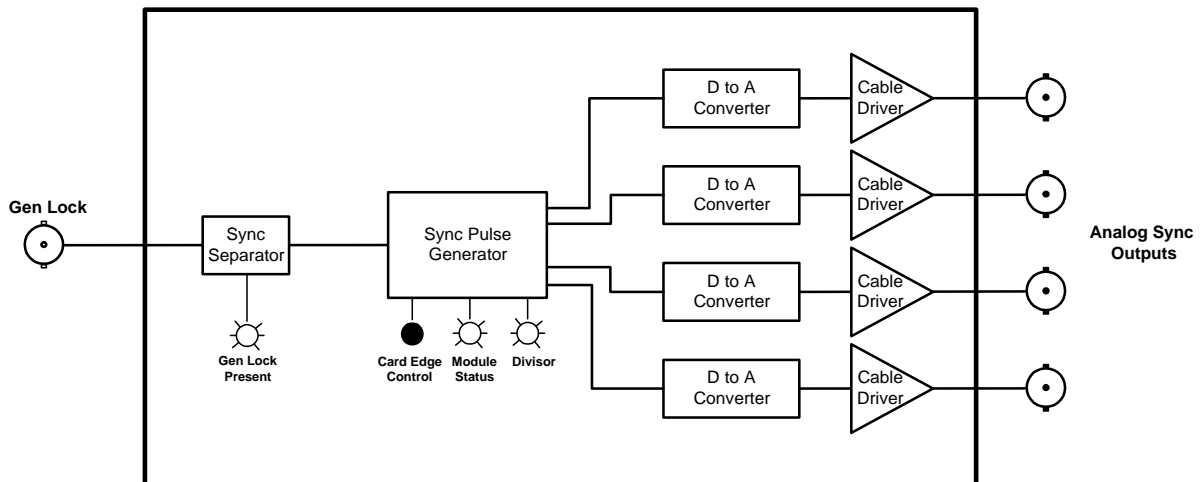 Gen Lock
Sync
Separator
Gen Lock
Present
Sync Pulse
Generator
Card Edge
Control
Module
Status
Divisor
D to A
Converter
Cable
Driver
D to A
Converter
Cable
Driver
D to A
Converter
Cable
Driver
D to A
Converter
Cable
Driver
Analog Sync
Outputs